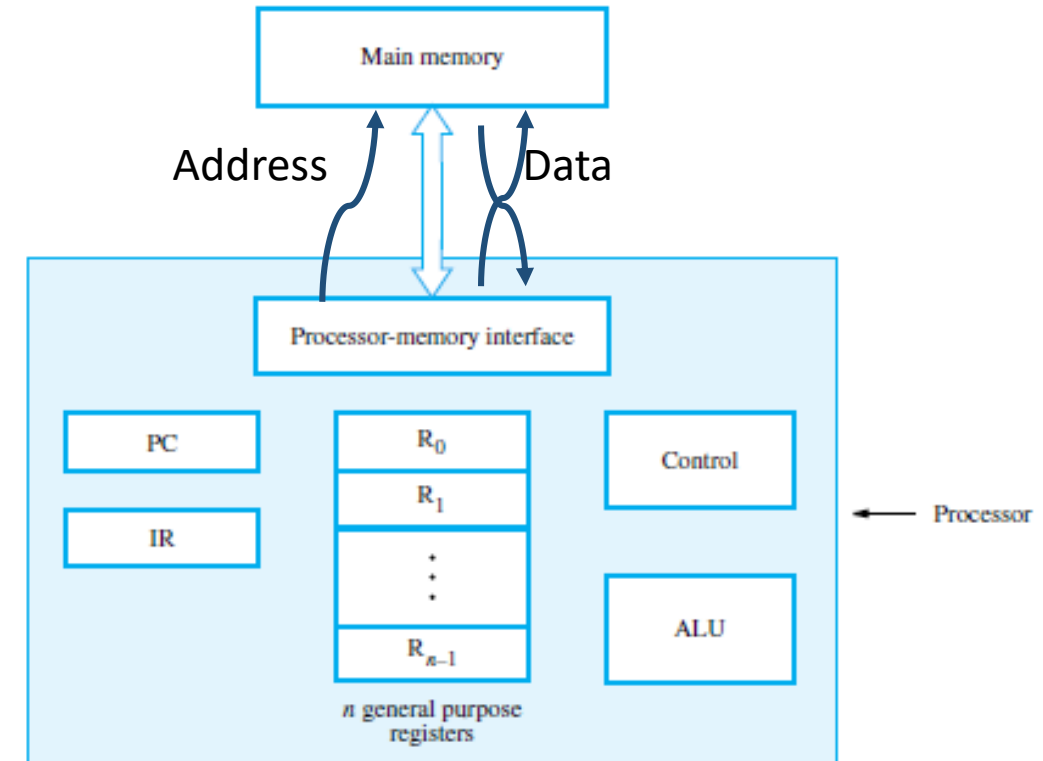 Main memory
Address
Data
Processor-memory interface
PC
IR
R0
R1
Rn–1
n general purpose
registers
Control
ALU
Processor